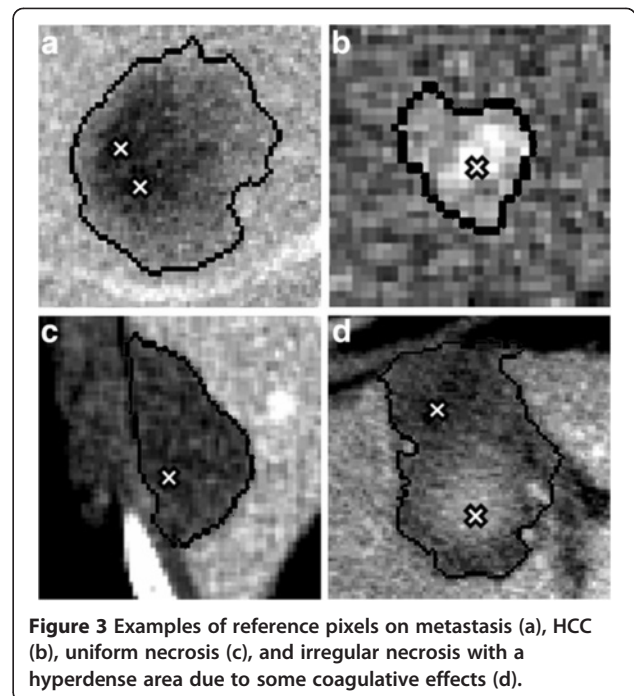 a
b
c
d
Figure 3 Examples of reference pixels on metastasis (a), HCC
(b), uniform necrosis (c), and irregular necrosis with a
hyperdense area due to some coagulative effects (d).